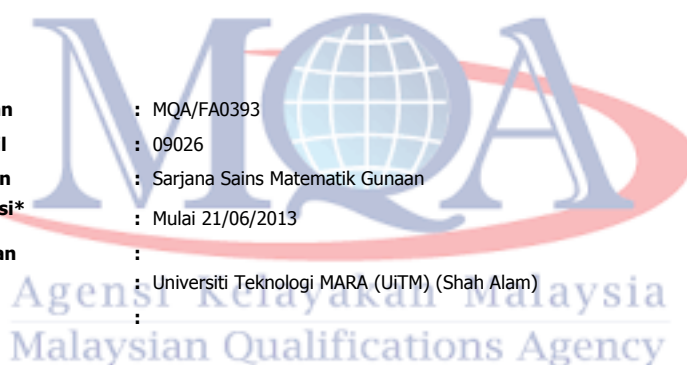 MQA
an : MQA/FA0393
l : 09026
n : Sarjana Sains Matematik Gunaan
si* : Mulai 21/06/2013
an :
: Universiti Teknologi MARA (UiTM) (Shah Alam)
:
Agensi Kelayakan Malaysia
Malaysian Qualifications Agency